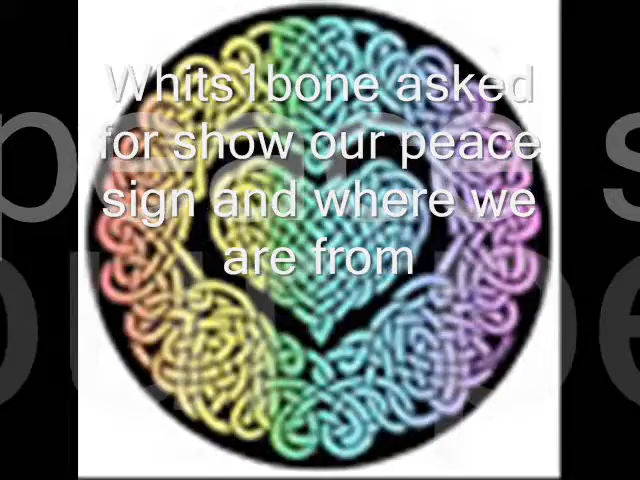 Whits1bone asked
for show our peace
sign and where we
are from